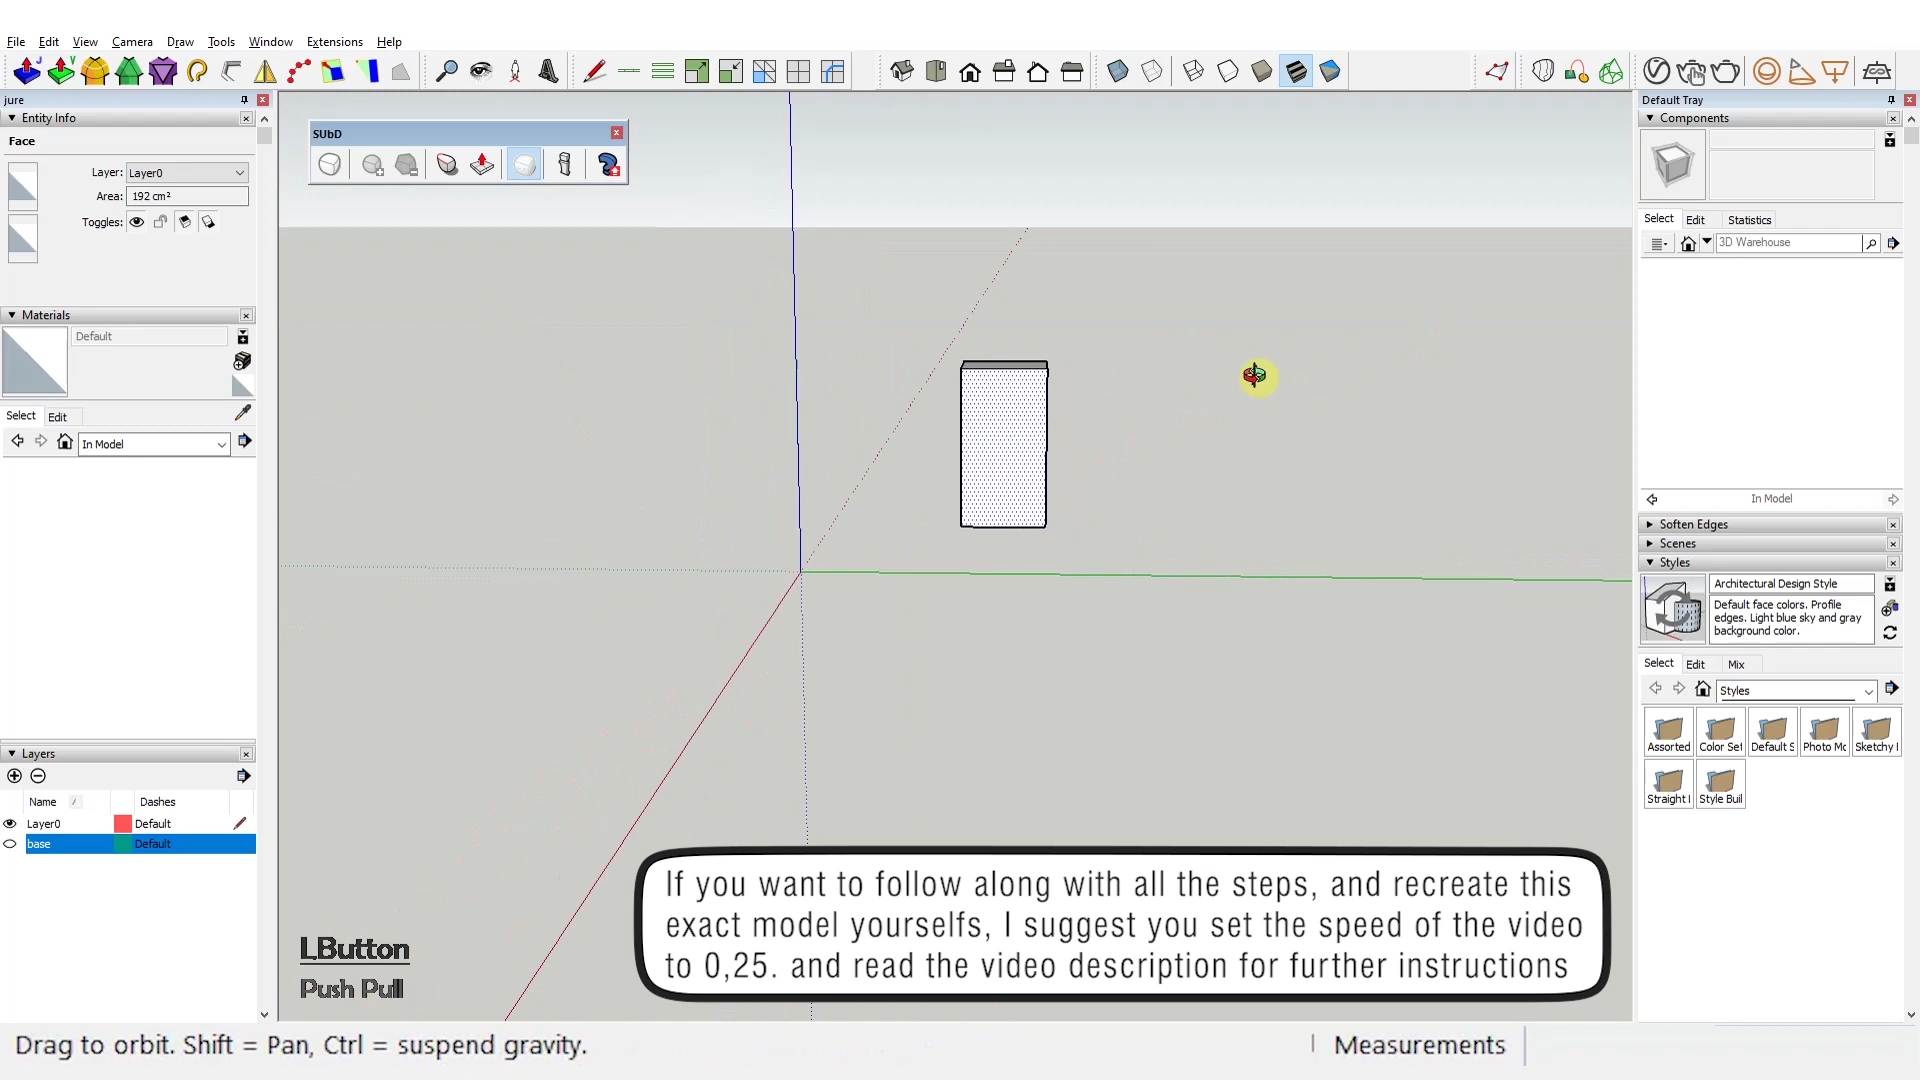 File Edit View Camera Draw Tools Window Extensions Help
jure
Entity Info
Face
Layer: Layer0
Area: 192 cm²
Toggles:
Materials
Default
Select Edit
In Model
Layers
Name Dashes
Layer0 Default
base Default
SUbD
LButton
Push Pull
If you want to follow along with all the steps, and recreate this
exact model yourselfs, I suggest you set the speed of the video
to 0,25. and read the video description for further instructions
Default Tray
Components
Select Edit Statistics
3D Warehouse
In Model
Soften Edges
Scenes
Styles
Architectural Design Style
Default face colors. Profile
edges. Light blue sky and gray
background color.
Select Edit Mix
Styles
Assorted Color Set Default S Photo Mo Sketchy
Straight Style Buil
Drag to orbit. Shift = Pan, Ctrl = suspend gravity.
Measurements